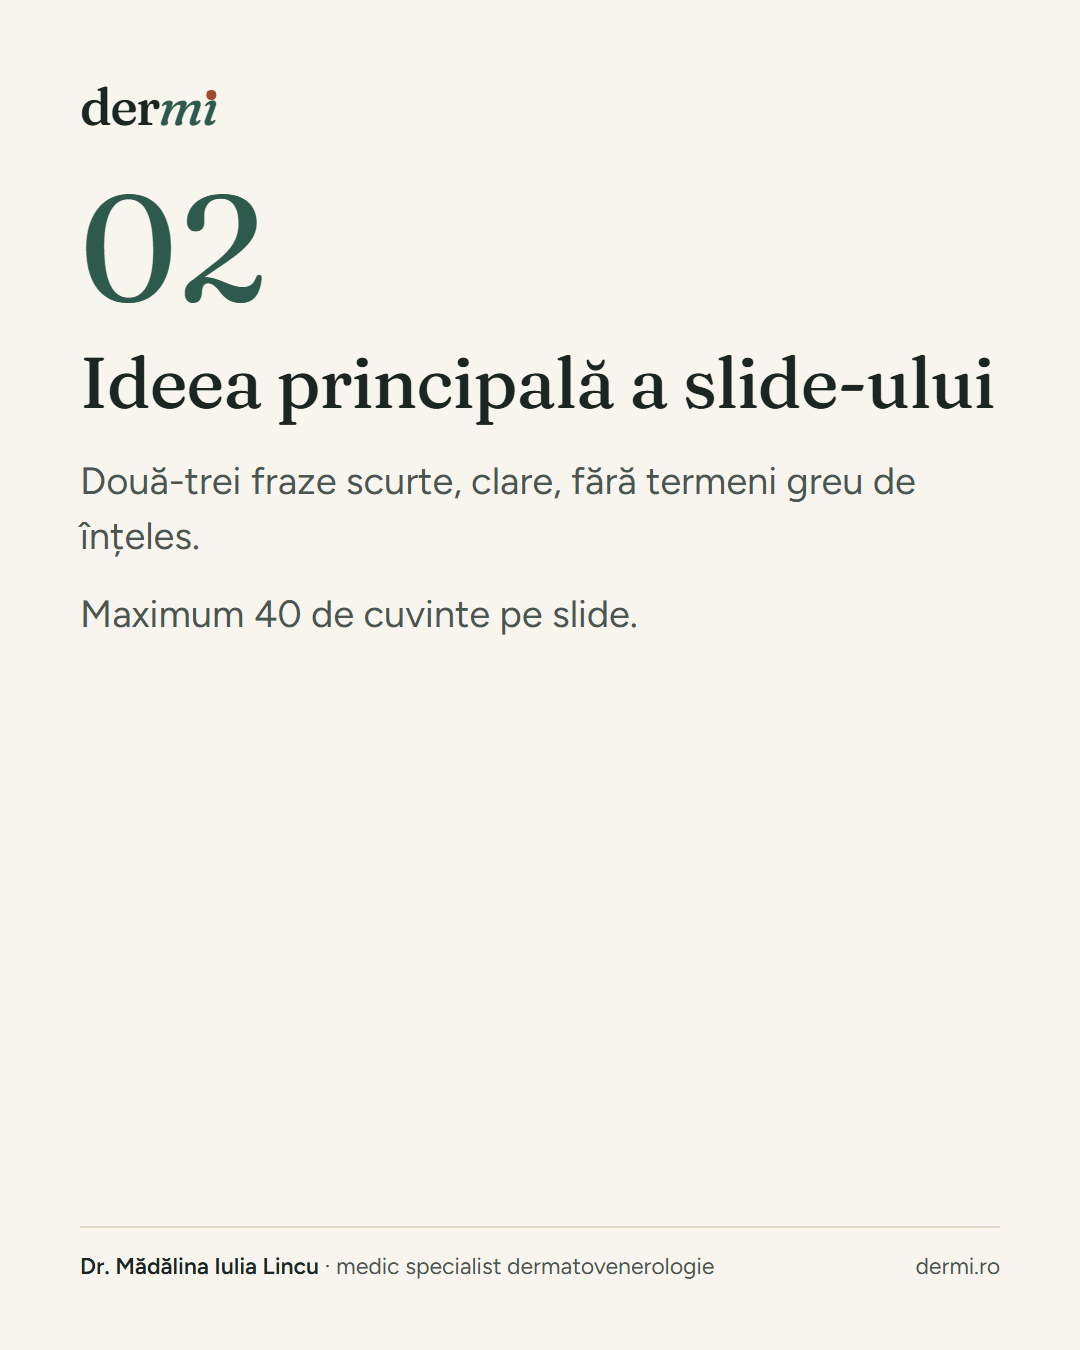 dermi
02
Ideea principală a slide-ului
Două-trei fraze scurte, clare, fără termeni greu de
înțeles.
Maximum 40 de cuvinte pe slide.
Dr. Mădălina Iulia Lincu · medic specialist dermatovenerologie
dermi.ro